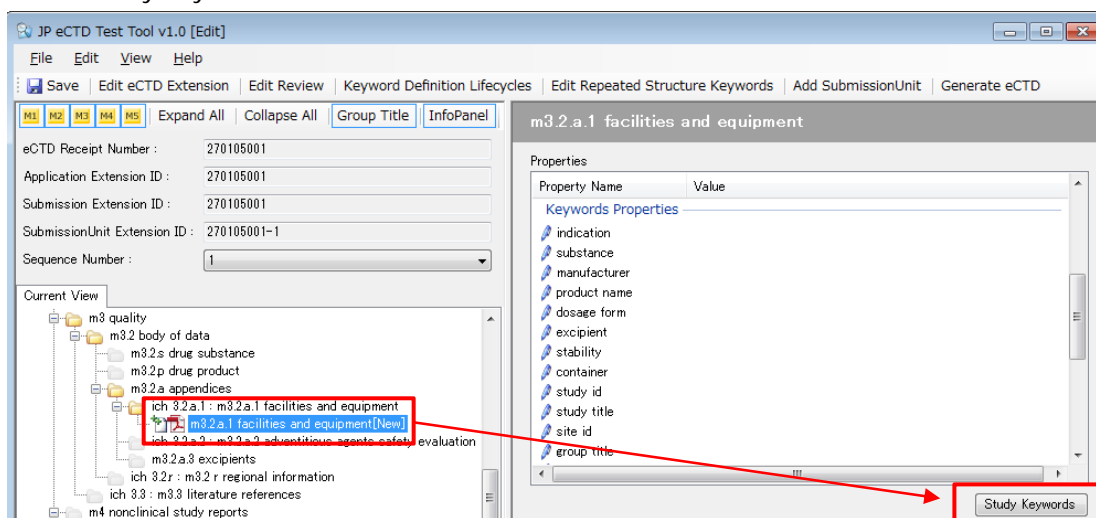 JP eCTD Test Tool v1.0 [Edit]
File Edit View Help
Save Edit eCTD Extension Edit Review Keyword Definition Lifecycles Edit Repeated Structure Keywords Add SubmissionUnit Generate eCTD
M1 M2 M3 M4 M5 Expand All Collapse All Group Title InfoPanel
eCTD Receipt Number : 270105001
Application Extension ID : 270105001
Submission Extension ID : 270105001
SubmissionUnit Extension ID : 270105001-1
Sequence Number : 1
Current View
m3 quality
m3.2 body of data
m3.2.s drug substance
m3.2.p drug product
m3.2.a appendices
ich 3.2.a.1 : m3.2.a.1 facilities and equipment
m3.2.a.1 facilities and equipment[New]
ich 3.2.a.2 : m3.2.a.2 adventitious agents safety evaluation
m3.2.a.3 excipients
ich 3.2.r : m3.2 r regional information
ich 3.3 : m3.3 literature references
m4 nonclinical study reports
m3.2.a.1 facilities and equipment
Properties
Property Name Value
Keywords Properties
indication
substance
manufacturer
product name
dosage form
excipient
stability
container
study id
study title
site id
group title
Study Keywords